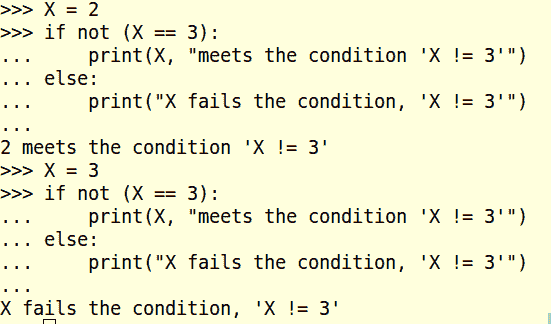 >>> X = 2
>>> if not (X == 3):
...     print(X, "meets the condition 'X != 3'")
... else:
...     print("X fails the condition, 'X != 3'")
...
2 meets the condition 'X != 3'
>>> X = 3
>>> if not (X == 3):
...     print(X, "meets the condition 'X != 3'")
... else:
...     print("X fails the condition, 'X != 3'")
...
X fails the condition, 'X != 3'